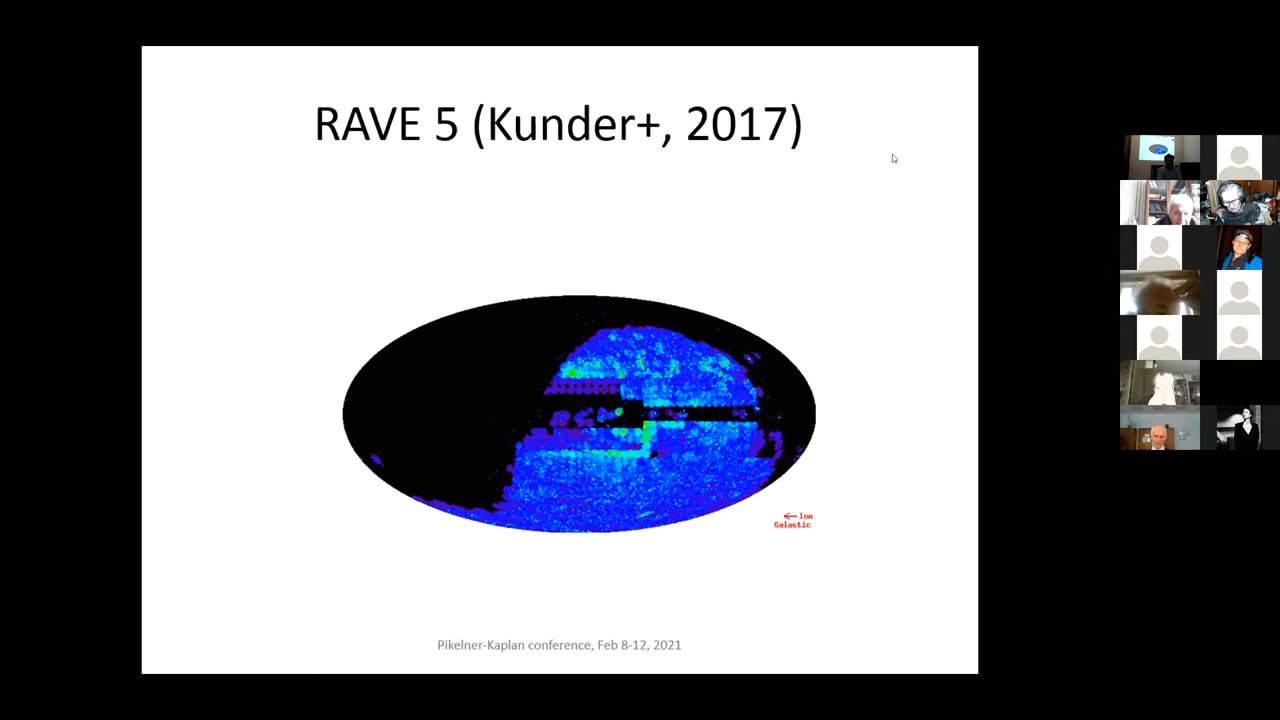 RAVE 5 (Kunder+, 2017)
← lon
Galactic
Pikelner-Kaplan conference, Feb 8-12, 2021